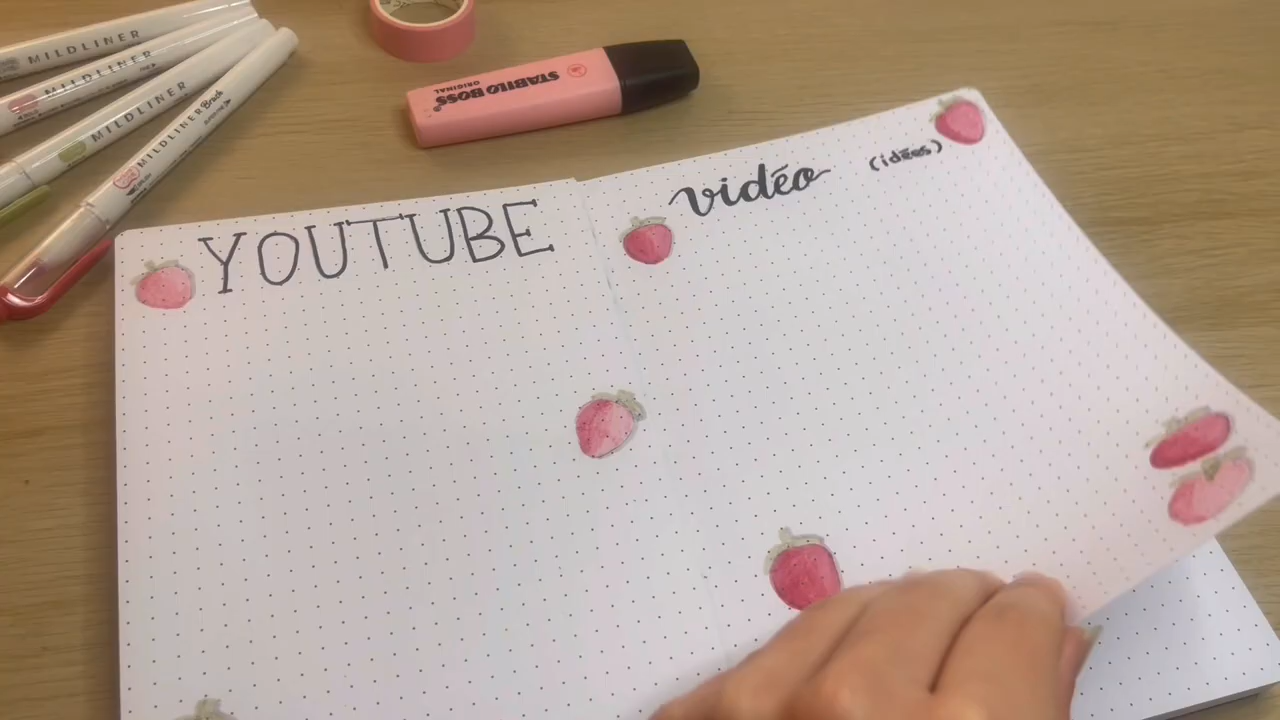 MILDLINER
MILDLINER
MILDLINER
MILDLINER Brush
STABILO BOSS
ORIGINAL
YOUTUBE
vidéo
(idées)